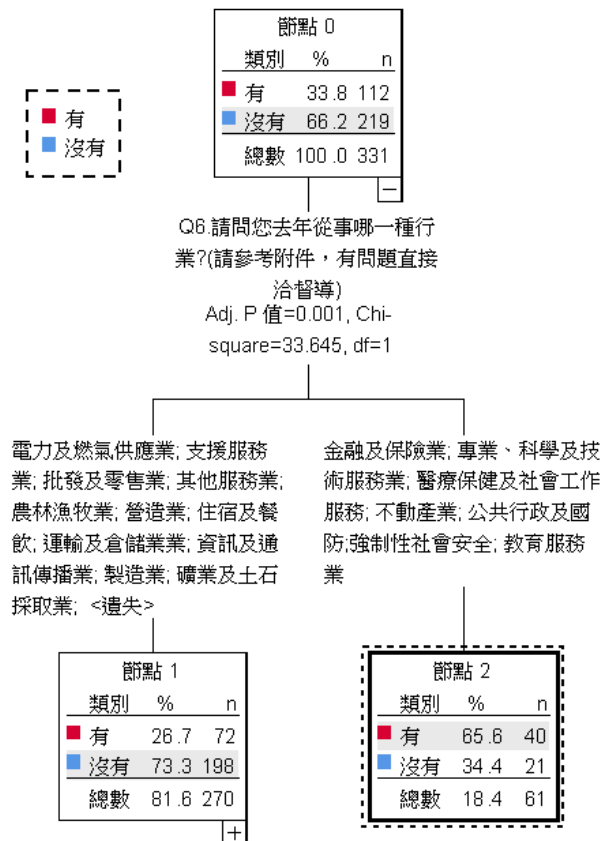 節點 0
類別 % n
有 33.8 112
沒有 66.2 219
總數 100.0 331
有
沒有
Q6.請問您去年從事哪一種行
業?(請參考附件，有問題直接
洽督導)
Adj. P 值=0.001, Chi-
square=33.645, df=1
電力及燃氣供應業; 支援服務
業; 批發及零售業; 其他服務業;
農林漁牧業; 營造業; 住宿及餐
飲; 運輸及倉儲業業; 資訊及通
訊傳播業; 製造業; 礦業及土石
採取業; <遺失>
金融及保險業; 專業、科學及技
術服務業; 醫療保健及社會工作
服務; 不動產業; 公共行政及國
防;強制性社會安全; 教育服務
業
節點 1
類別 % n
有 26.7 72
沒有 73.3 198
總數 81.6 270
節點 2
類別 % n
有 65.6 40
沒有 34.4 21
總數 18.4 61